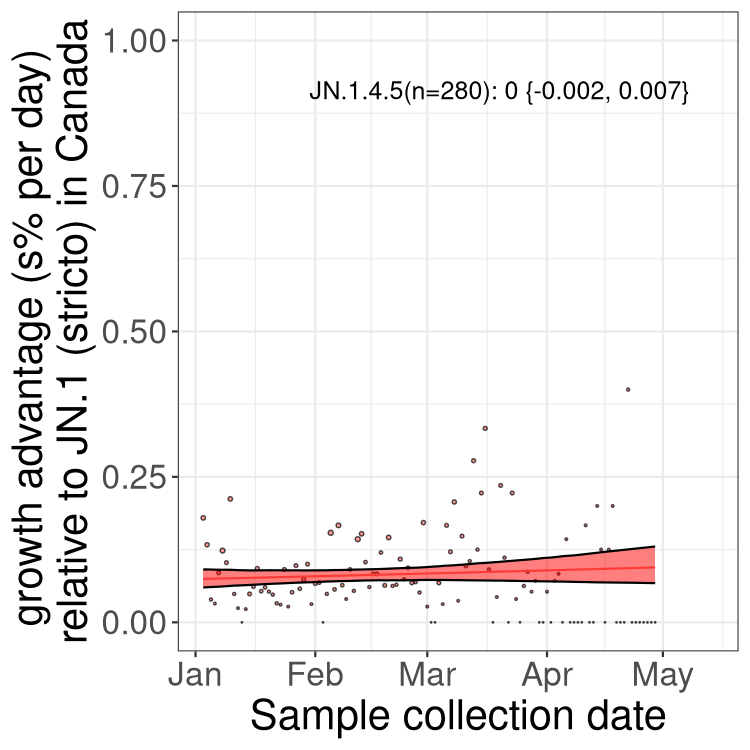 growth advantage (s% per day)
relative to JN.1 (stricto) in Canada
1.00
0.75
0.50
0.25
0.00
JN.1.4.5(n=280): 0 {-0.002, 0.007}
Jan Feb Mar Apr May
Sample collection date